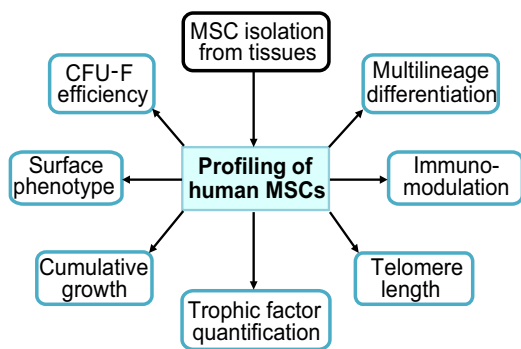 MSC isolation
from tissues
CFU-F
efficiency
Multilineage
differentiation
Surface
phenotype
Profiling of
human MSCs
Immuno-
modulation
Cumulative
growth
Trophic factor
quantification
Telomere
length